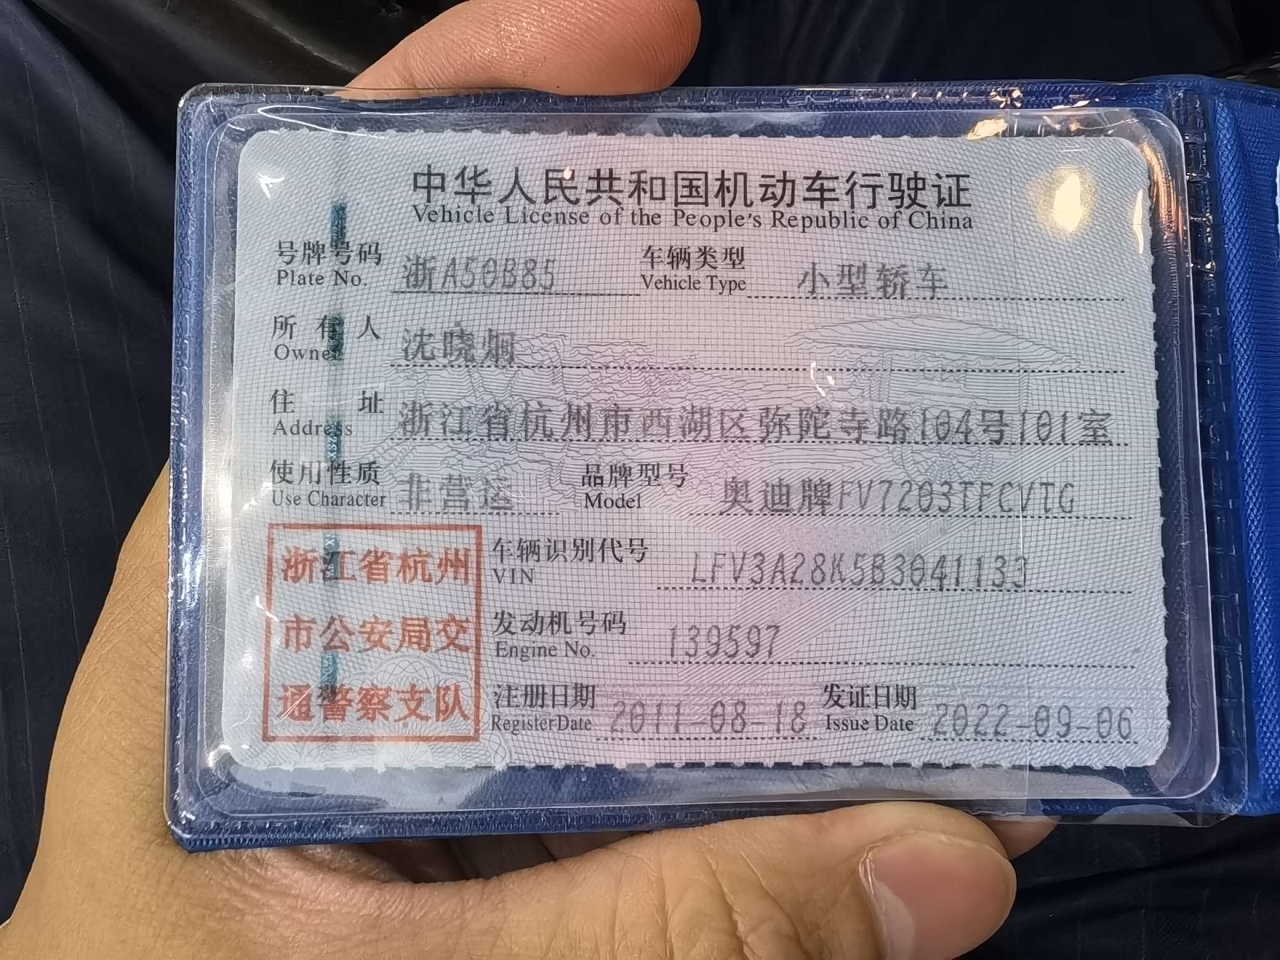 中华人民共和国机动车行驶证
Vehicle License of the People's Republic of China
号牌号码 浙A50B85 车辆类型 小型轿车
Plate No. Vehicle Type
所有人 沈晓炯
Owner
住址 浙江省杭州市西湖区弥陀寺路104号101室
Address
使用性质 非营运 品牌型号 奥迪牌FV7203TFCVTG
Use Character Model
浙江省杭州
市公安局交
通警察支队
车辆识别代号 LFV3A28K5B3041133
VIN
发动机号码 139597
Engine No.
注册日期 2011-08-18 发证日期 2022-09-06
Register Date Issue Date